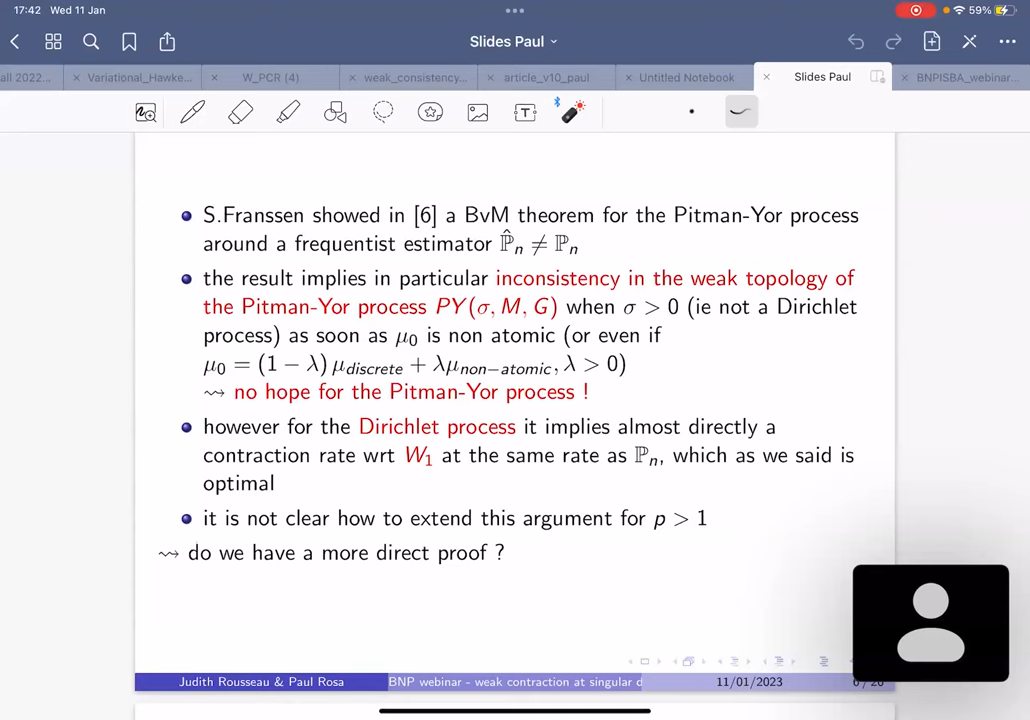 17:42 Wed 11 Jan
59%
Slides Paul
all 2022...
Variational_Hawke...
W_PCR (4)
weak_consistency...
article_v10_paul
Untitled Notebook
Slides Paul
BNPISBA_webinar...
S.Franssen showed in [6] a BvM theorem for the Pitman-Yor process
around a frequentist estimator ℙ̂ₙ ≠ ℙₙ
the result implies in particular inconsistency in the weak topology of
the Pitman-Yor process PY(σ, M, G) when σ > 0 (ie not a Dirichlet
process) as soon as μ₀ is non atomic (or even if
μ₀ = (1 − λ) μ_discrete + λμ_non−atomic, λ > 0)
⇝ no hope for the Pitman-Yor process !
however for the Dirichlet process it implies almost directly a
contraction rate wrt W₁ at the same rate as ℙₙ, which as we said is
optimal
it is not clear how to extend this argument for p > 1
⇝ do we have a more direct proof ?
Judith Rousseau & Paul Rosa
BNP webinar - weak contraction at singular d
11/01/2023